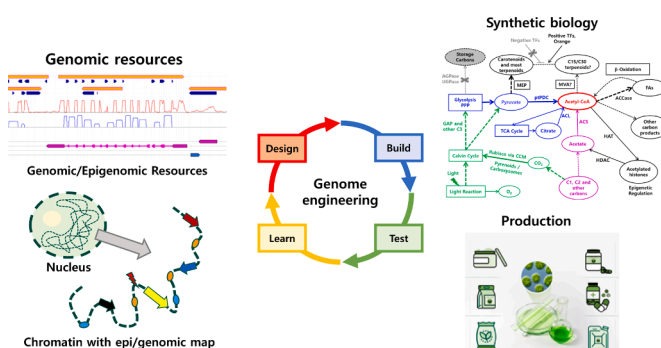 Genomic resources
Genomic/Epigenomic Resources
Nucleus
Chromatin with epi/genomic map
Design
Build
Genome
engineering
Learn
Test
Synthetic biology
Negative TFs
Positive TFs,
Orange
Storage
Carbons
Carotenoids and most
terpenoids
C15/C30
terpenoids?
AGPase
UGPase
MEP
MVA?
β-Oxidation
Glycolysis
PPP
Pyruvate
ptPDC
Acetyl CoA
FAs
ACCase
GAP and
other C3
ACL
TCA Cycle
Citrate
ACS
Other
carbon
products
HAT
Acetate
Calvin Cycle
Rubisco via CCM
CO₂
Pyrenoids /
Carboxysomes
HDAC
Acetylated
histones
Light
Epigenetic
Regulation
Light Reaction
O₂
C1, C2 and
other
carbons
Production